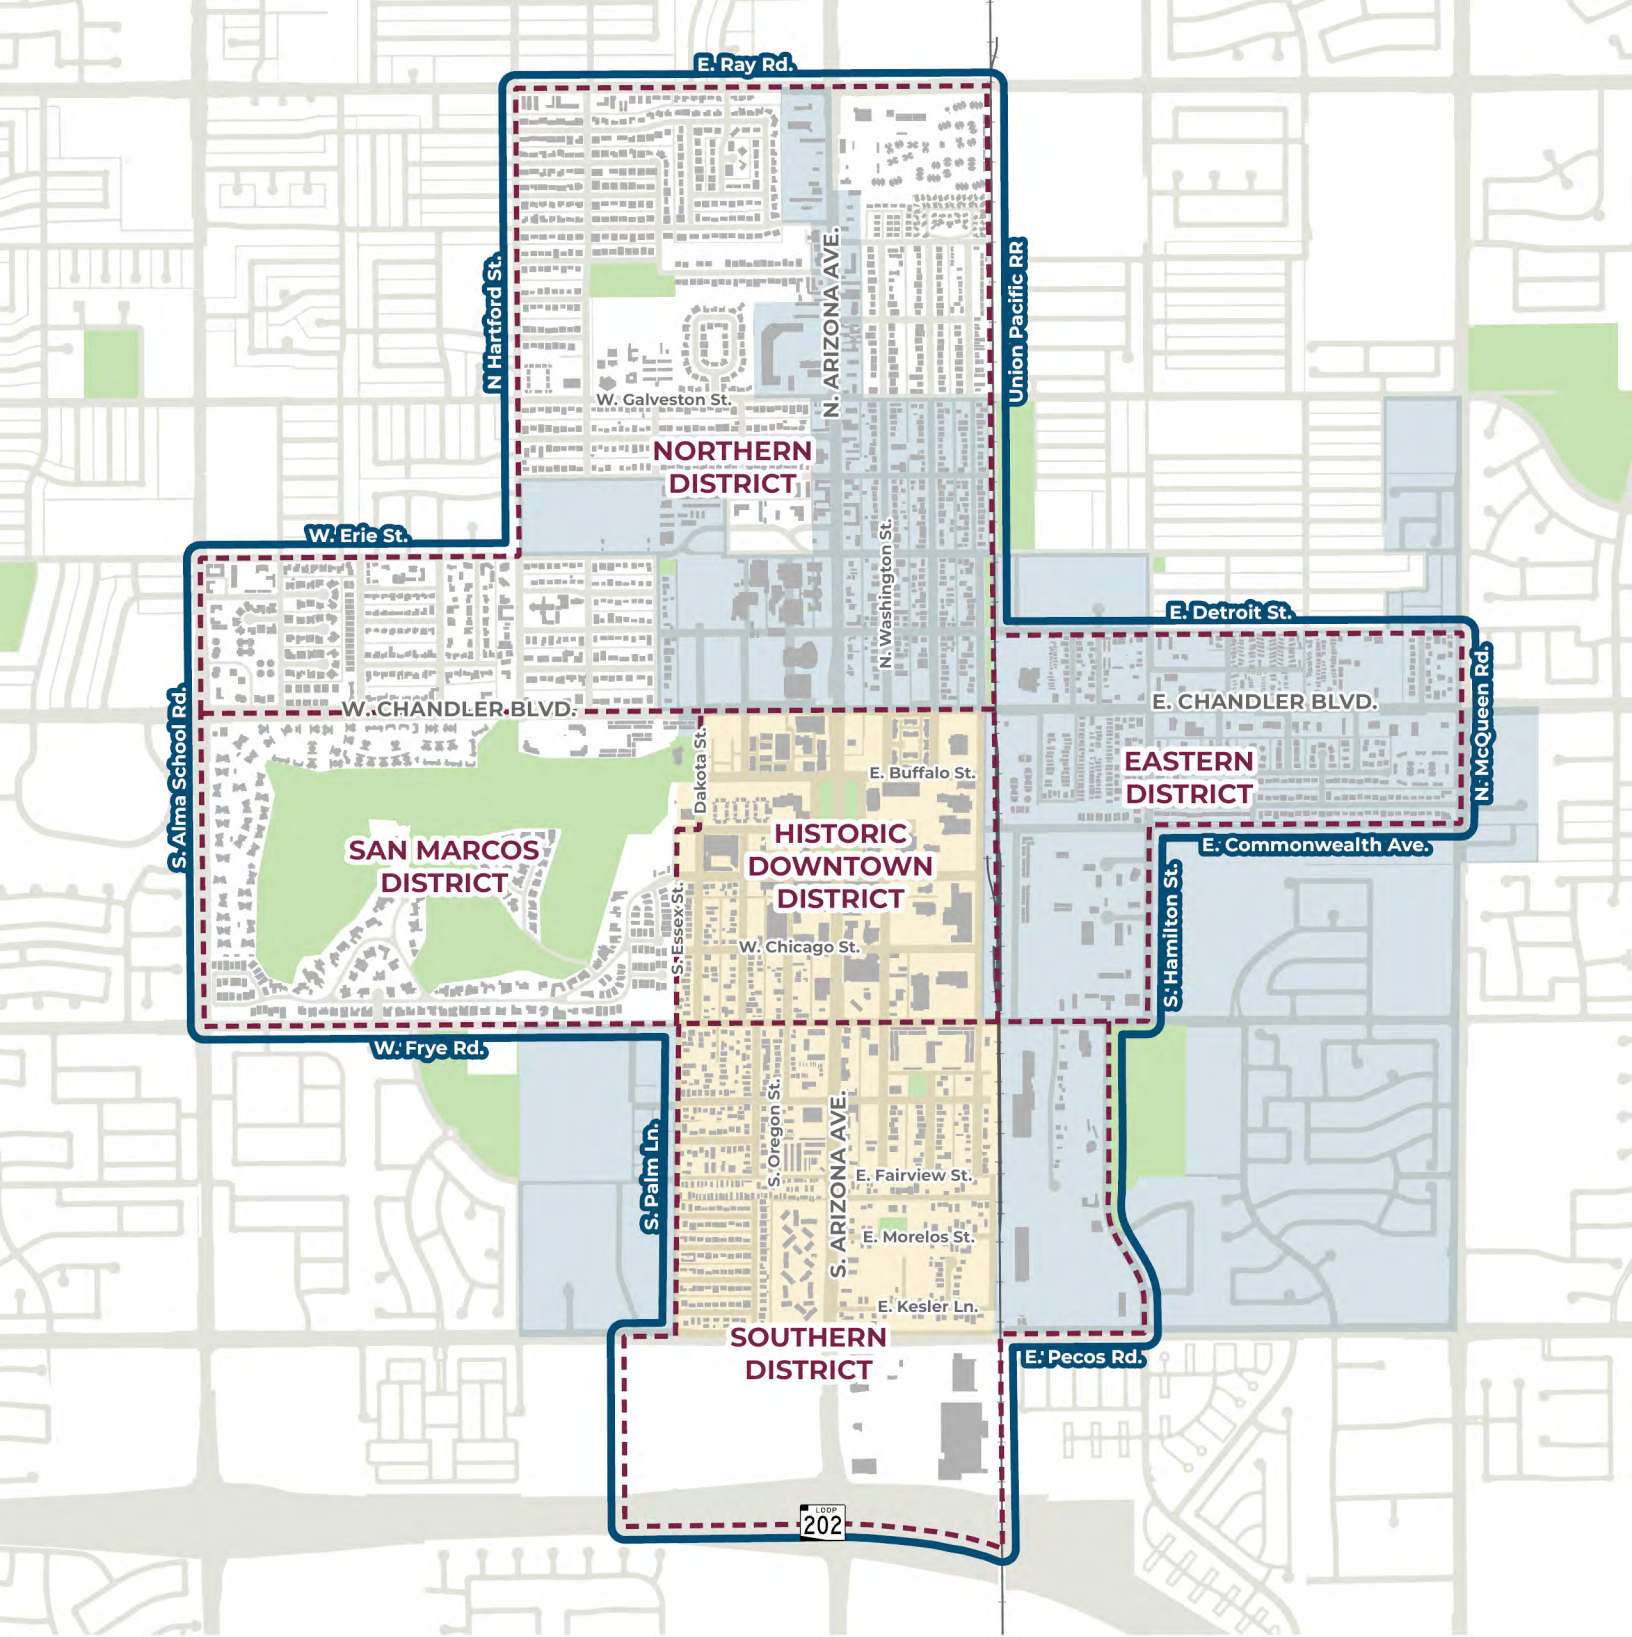 E. Ray Rd.
N Hartford St.
N. ARIZONA AVE.
Union Pacific RR
W. Galveston St.
NORTHERN
DISTRICT
W. Erie St.
N. Washington St.
E. Detroit St.
S. Alma School Rd.
W. CHANDLER BLVD.
E. CHANDLER BLVD.
N. McQueen Rd.
Dakota St.
E. Buffalo St.
EASTERN
DISTRICT
SAN MARCOS
DISTRICT
HISTORIC
DOWNTOWN
DISTRICT
E. Commonwealth Ave.
S. Essex St.
W. Chicago St.
S. Hamilton St.
W. Frye Rd.
S. Palm Ln.
S. Oregon St.
S. ARIZONA AVE.
E. Fairview St.
E. Morelos St.
E. Kesler Ln.
SOUTHERN
DISTRICT
E. Pecos Rd.
LOOP
202